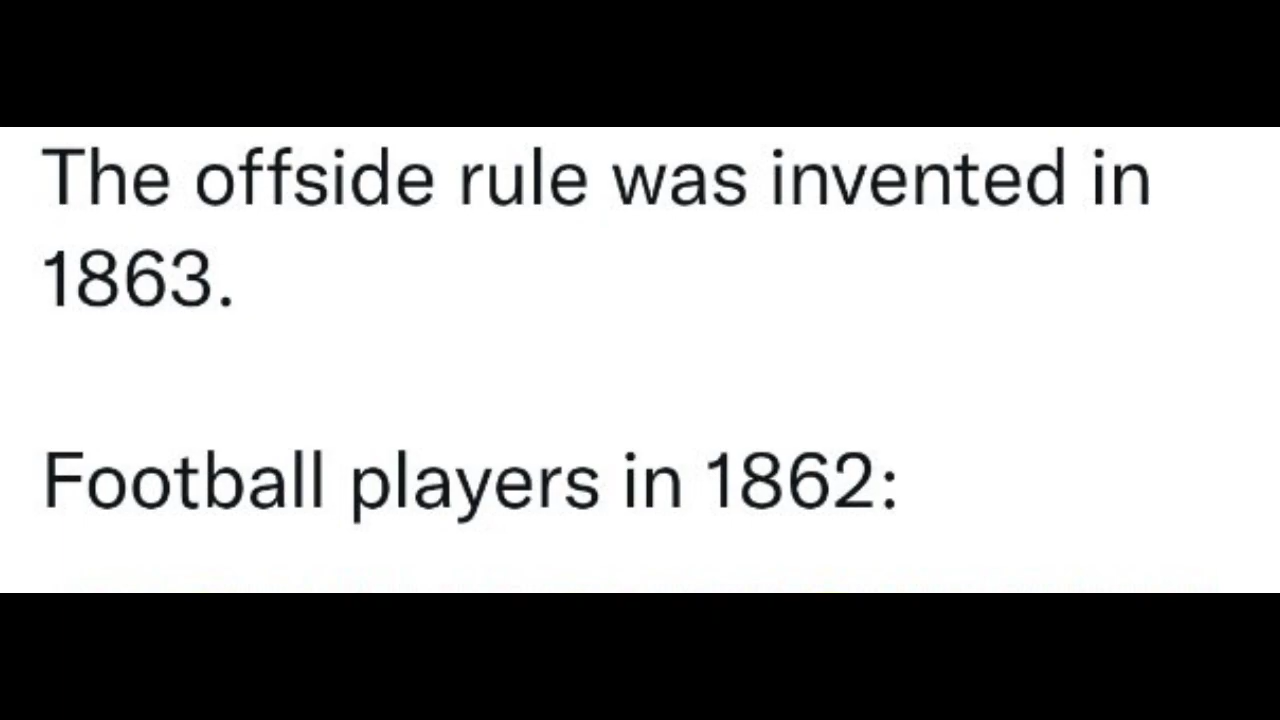 The offside rule was invented in
1863.
Football players in 1862: